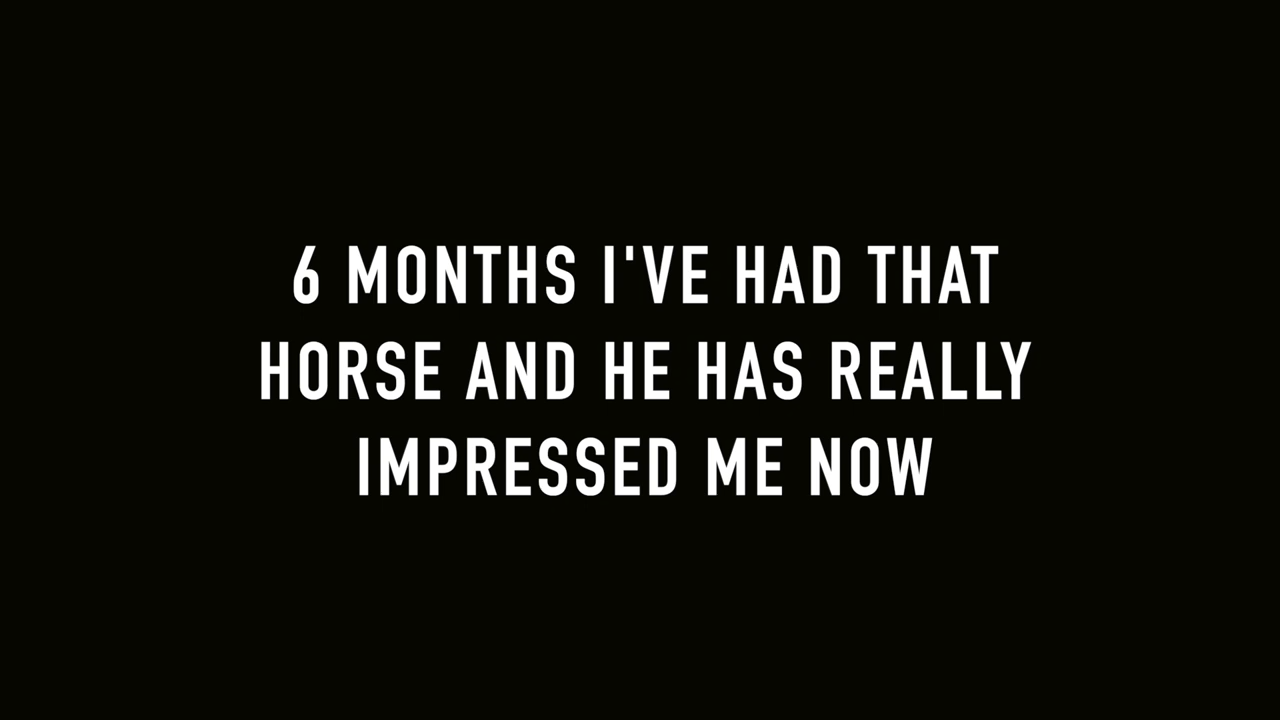 6 MONTHS I'VE HAD THAT
HORSE AND HE HAS REALLY
IMPRESSED ME NOW